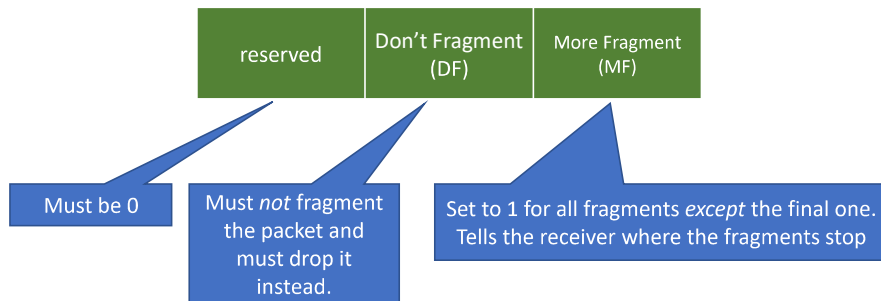 reserved
Don’t Fragment
(DF)
More Fragment
(MF)
Must be 0
Must not fragment
the packet and
must drop it
instead.
Set to 1 for all fragments except the final one.
Tells the receiver where the fragments stop